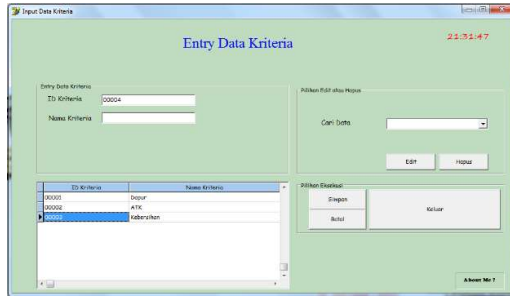 Input Data Kriteria
Entry Data Kriteria
21:31:47
Entry Data Kriteria
ID Kriteria
00004
Nama Kriteria
Pilihan Edit atau Hapus
Cari Data
Edit
Hapus
ID Kriteria
Nama Kriteria
00001
Dapur
00002
ATK
00003
Kebersihan
Pilihan Eksekusi
Simpan
Batal
Keluar
About Me ?